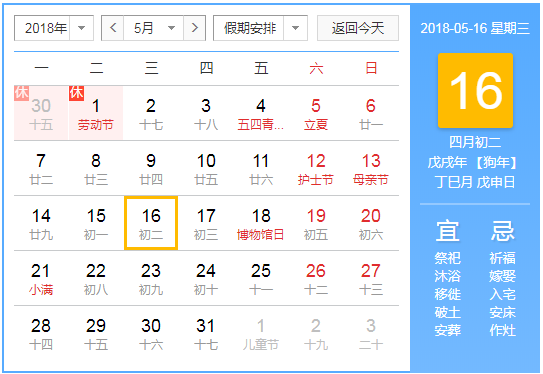 2018年 5月 假期安排 返回今天
一 二 三 四 五 六 日
休 休
30 1 2 3 4 5 6
十五 劳动节 十七 十八 五四青... 立夏 廿一
7 8 9 10 11 12 13
廿二 廿三 廿四 廿五 廿六 护士节 母亲节
14 15 16 17 18 19 20
廿九 初一 初二 初三 博物馆日 初五 初六
21 22 23 24 25 26 27
小满 初八 初九 初十 十一 十二 十三
28 29 30 31 1 2 3
十四 十五 十六 十七 儿童节 十九 二十
2018-05-16 星期三
16
四月初二
戊戌年 【狗年】
丁巳月 戊申日
宜 忌
祭祀 祈福
沐浴 嫁娶
移徙 入宅
破土 安床
安葬 作灶